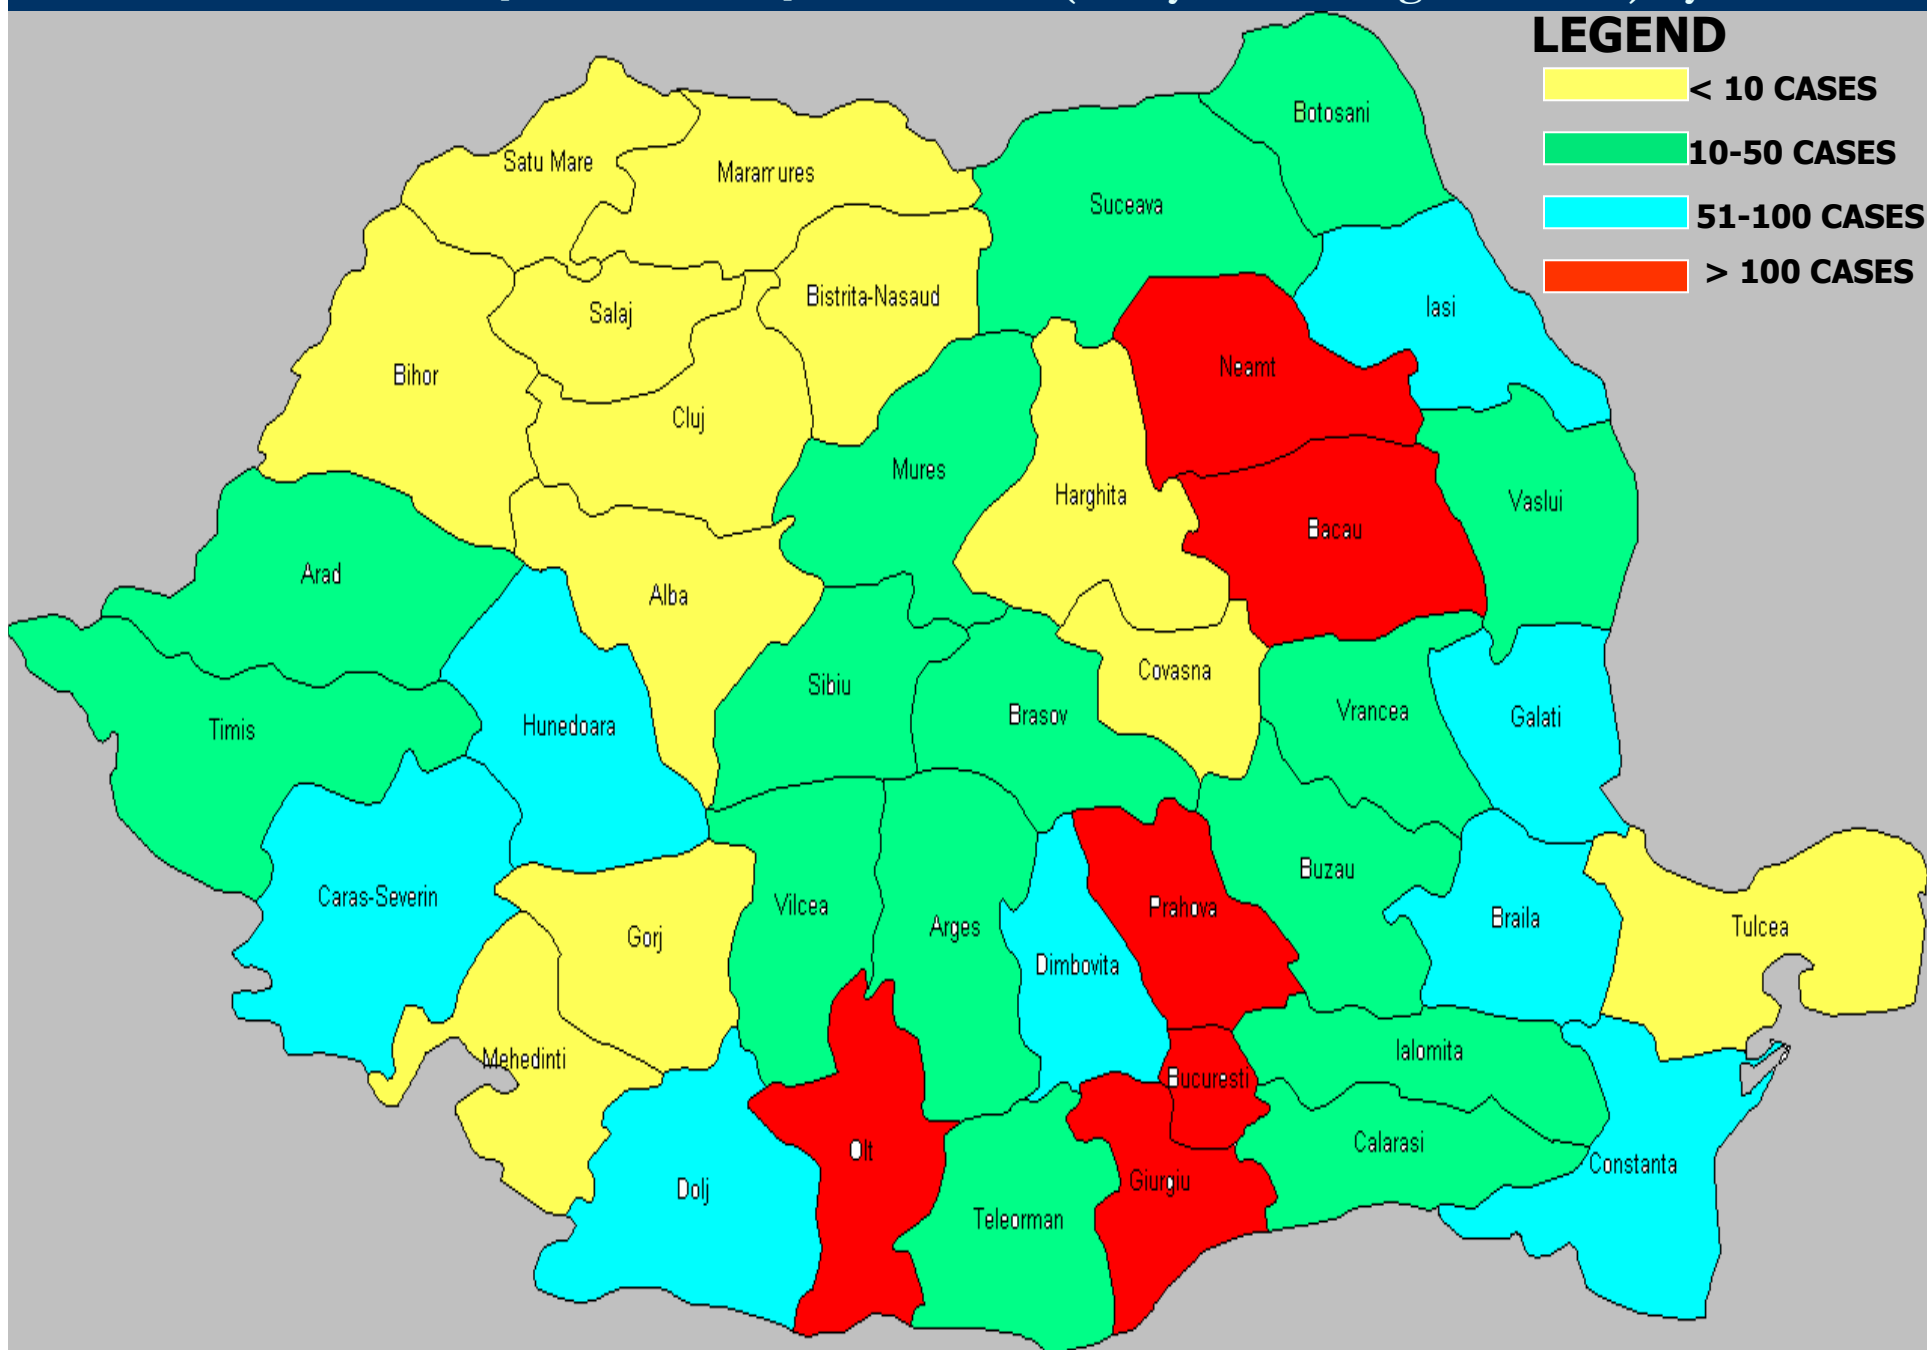 LEGEND
< 10 CASES
10-50 CASES
51-100 CASES
> 100 CASES
Botosani
Satu Mare
Maramures
Suceava
Bistrita-Nasaud
Iasi
Salaj
Neamt
Bihor
Cluj
Mures
Harghita
Vaslui
Bacau
Arad
Alba
Covasna
Sibiu
Brasov
Vrancea
Galati
Timis
Hunedoara
Buzau
Caras-Severin
Vilcea
Prahova
Braila
Arges
Tulcea
Gorj
Dimbovita
Ialomita
Mehedinti
Bucuresti
Calarasi
Olt
Constanta
Giurgiu
Dolj
Teleorman